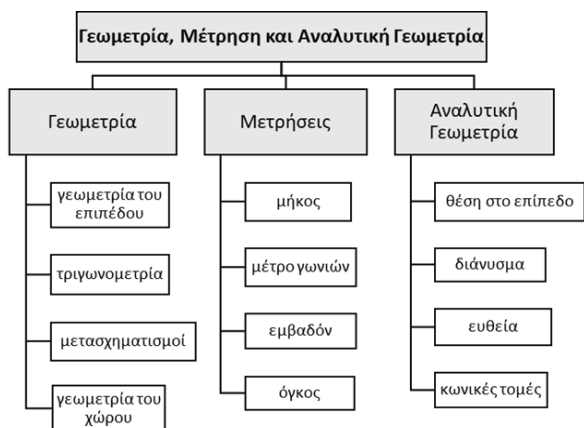 Γεωμετρία, Μέτρηση και Αναλυτική Γεωμετρία
Γεωμετρία
γεωμετρία του
επιπέδου
τριγωνομετρία
μετασχηματισμοί
γεωμετρία του
χώρου
Μετρήσεις
μήκος
μέτρο γωνιών
εμβαδόν
όγκος
Αναλυτική
Γεωμετρία
θέση στο επίπεδο
διάνυσμα
ευθεία
κωνικές τομές